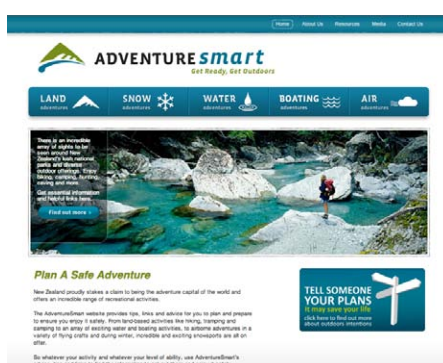 Home About Us Resources Media Contact Us
ADVENTURE smart
Get Ready, Get Outdoors
LAND SNOW WATER BOATING AIR
adventures adventures adventures adventures adventures
There is an incredible
array of sights to be
seen around New
Zealand's lush national
parks and diverse
outdoor offerings. Enjoy
hiking, camping, hunting,
caving and more.
Get essential information
and helpful links here.
Find out more ›
Plan A Safe Adventure
New Zealand proudly stakes a claim to being the adventure capital of the world and
offers an incredible range of recreational activities.
The AdventureSmart website provides tips, links and advice for you to plan and prepare
to ensure you enjoy it safely. From land-based activities like hiking, tramping and
camping to an array of exciting water and boating activities, to airborne adventures in a
variety of flying crafts and during winter, incredible and exciting snowsports are all on
offer.
So whatever your activity and whatever your level of ability, use AdventureSmart's
TELL SOMEONE
YOUR PLANS
it may save your life
click here to find out more
about outdoors intentions